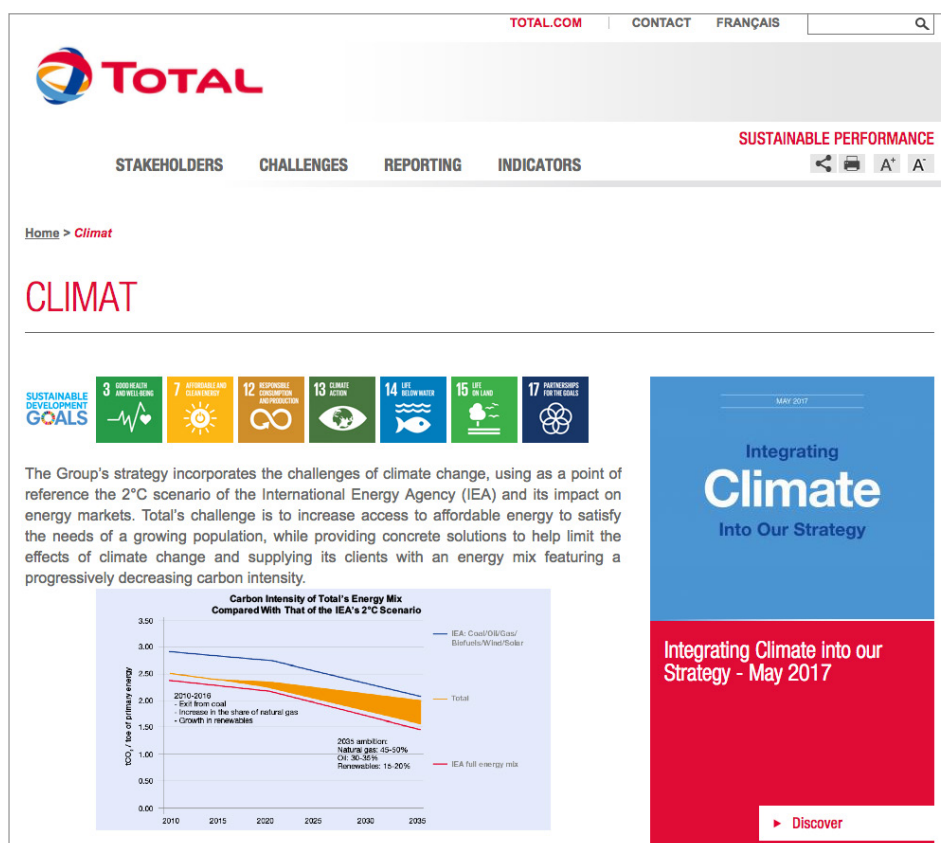 TOTAL.COM | CONTACT FRANÇAIS
TOTAL
SUSTAINABLE PERFORMANCE
STAKEHOLDERS CHALLENGES REPORTING INDICATORS
A+ A-
Home > Climat
CLIMAT
SUSTAINABLE
DEVELOPMENT
GOALS
3 GOOD HEALTH
AND WELL-BEING
7 AFFORDABLE AND
CLEAN ENERGY
12 RESPONSIBLE
CONSUMPTION
AND PRODUCTION
13 CLIMATE
ACTION
14 LIFE
BELOW WATER
15 LIFE
ON LAND
17 PARTNERSHIPS
FOR THE GOALS
The Group's strategy incorporates the challenges of climate change, using as a point of
reference the 2°C scenario of the International Energy Agency (IEA) and its impact on
energy markets. Total's challenge is to increase access to affordable energy to satisfy
the needs of a growing population, while providing concrete solutions to help limit the
effects of climate change and supplying its clients with an energy mix featuring a
progressively decreasing carbon intensity.
Carbon Intensity of Total's Energy Mix
Compared With That of the IEA's 2°C Scenario
tCO2 / toe of primary energy
3.50
3.00
2.50
2.00
1.50
1.00
0.50
0.00
2010 2015 2020 2025 2030 2035
2010-2016
- Exit from coal
- Increase in the share of natural gas
- Growth in renewables
2035 ambition:
Natural gas: 45-50%
Oil: 30-35%
Renewables: 15-20%
IEA: Coal/Oil/Gas/
Biofuels/Wind/Solar
Total
IEA full energy mix
MAY 2017
Integrating
Climate
Into Our Strategy
Integrating Climate into our
Strategy - May 2017
Discover